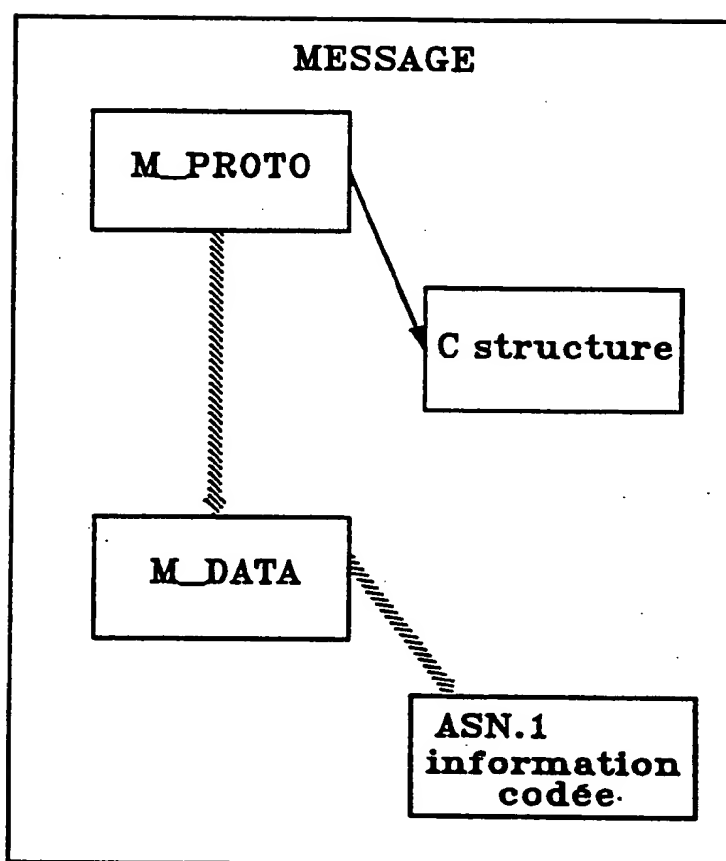 MESSAGE
M_PROTO
C structure
M_DATA
ASN.1
information
codée